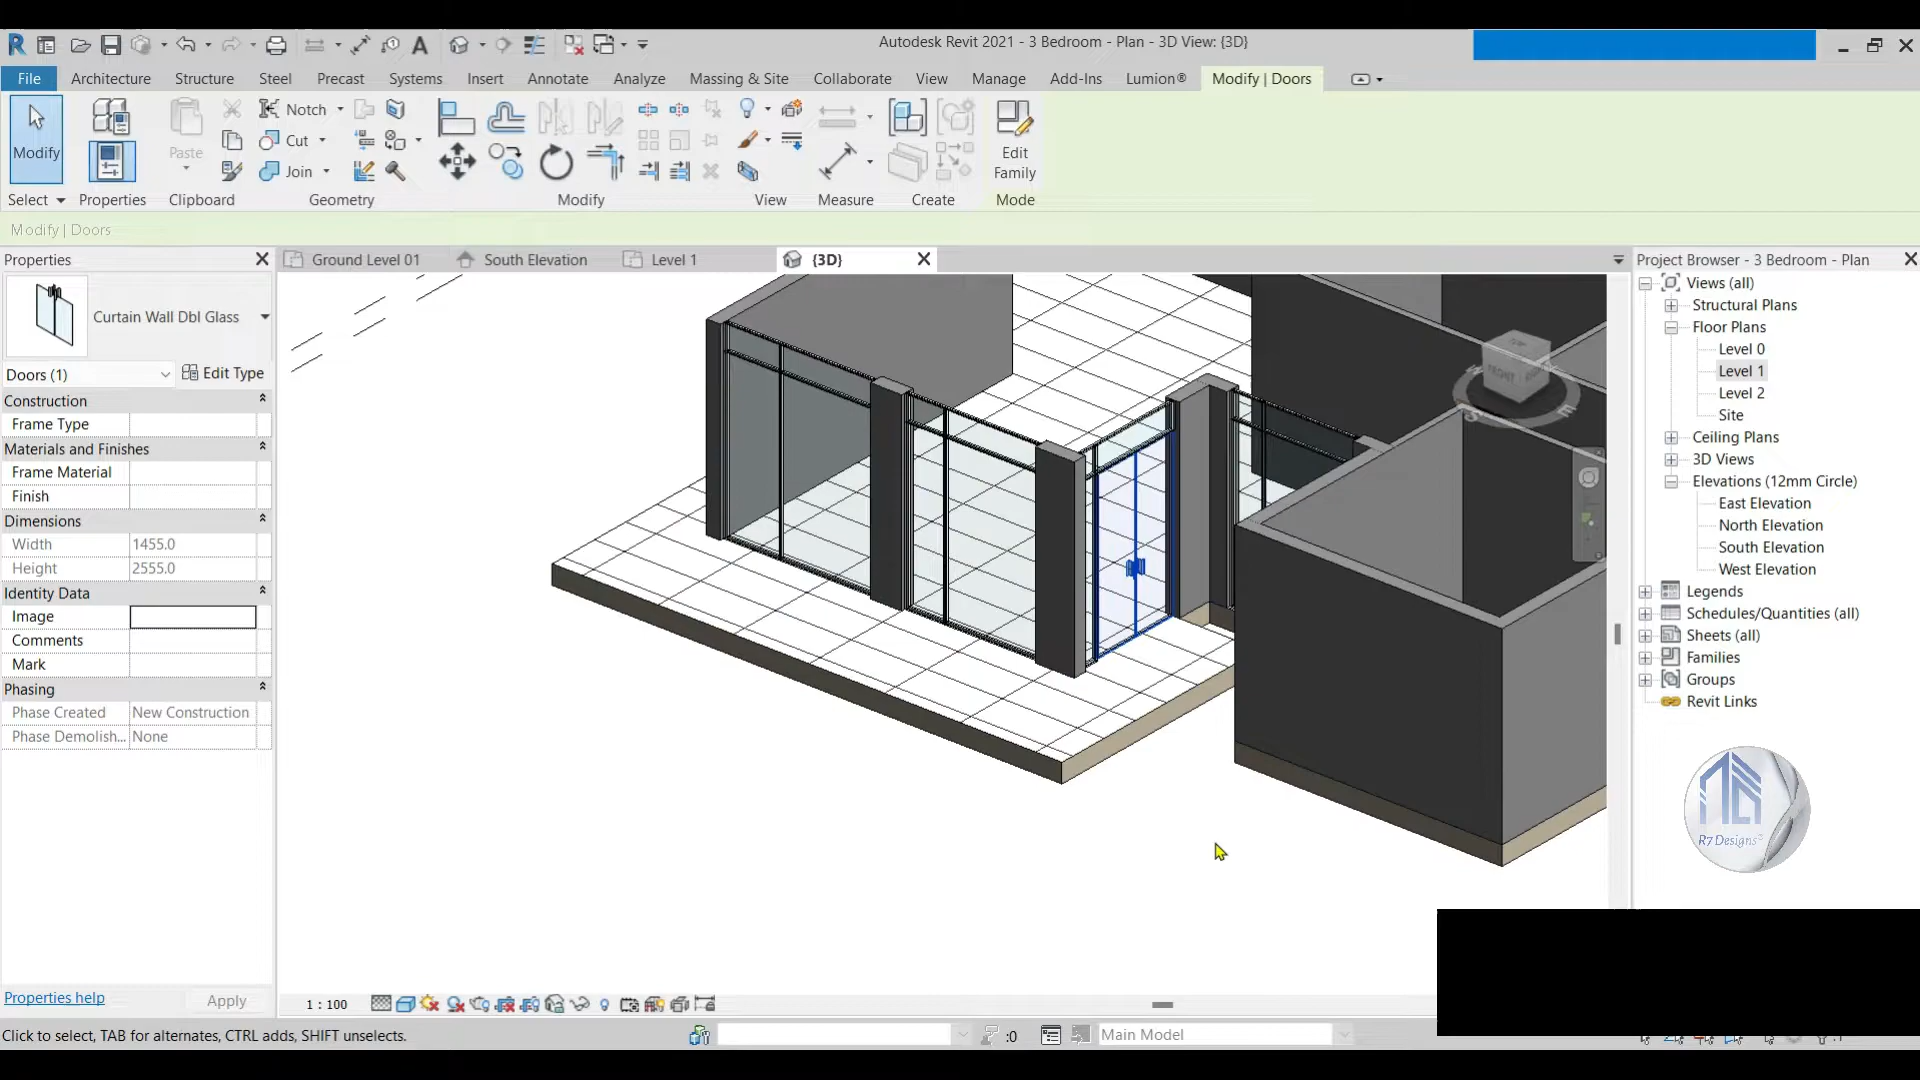 Autodesk Revit 2021 - 3 Bedroom - Plan - 3D View: {3D}
File Architecture Structure Steel Precast Systems Insert Annotate Analyze Massing & Site Collaborate View Manage Add-Ins Lumion® Modify | Doors
Modify Paste Notch Cut Join Edit Family
Select Properties Clipboard Geometry Modify View Measure Create Mode
Modify | Doors
Properties
Ground Level 01 South Elevation Level 1 {3D}
Project Browser - 3 Bedroom - Plan
Curtain Wall Dbl Glass
Doors (1) Edit Type
Construction
Frame Type
Materials and Finishes
Frame Material
Finish
Dimensions
Width 1455.0
Height 2555.0
Identity Data
Image
Comments
Mark
Phasing
Phase Created New Construction
Phase Demolish... None
Properties help Apply
FRONT
Views (all)
Structural Plans
Floor Plans
Level 0
Level 1
Level 2
Site
Ceiling Plans
3D Views
Elevations (12mm Circle)
East Elevation
North Elevation
South Elevation
West Elevation
Legends
Schedules/Quantities (all)
Sheets (all)
Families
Groups
Revit Links
R7 Designs
1 : 100
Click to select, TAB for alternates, CTRL adds, SHIFT unselects.
:0
Main Model